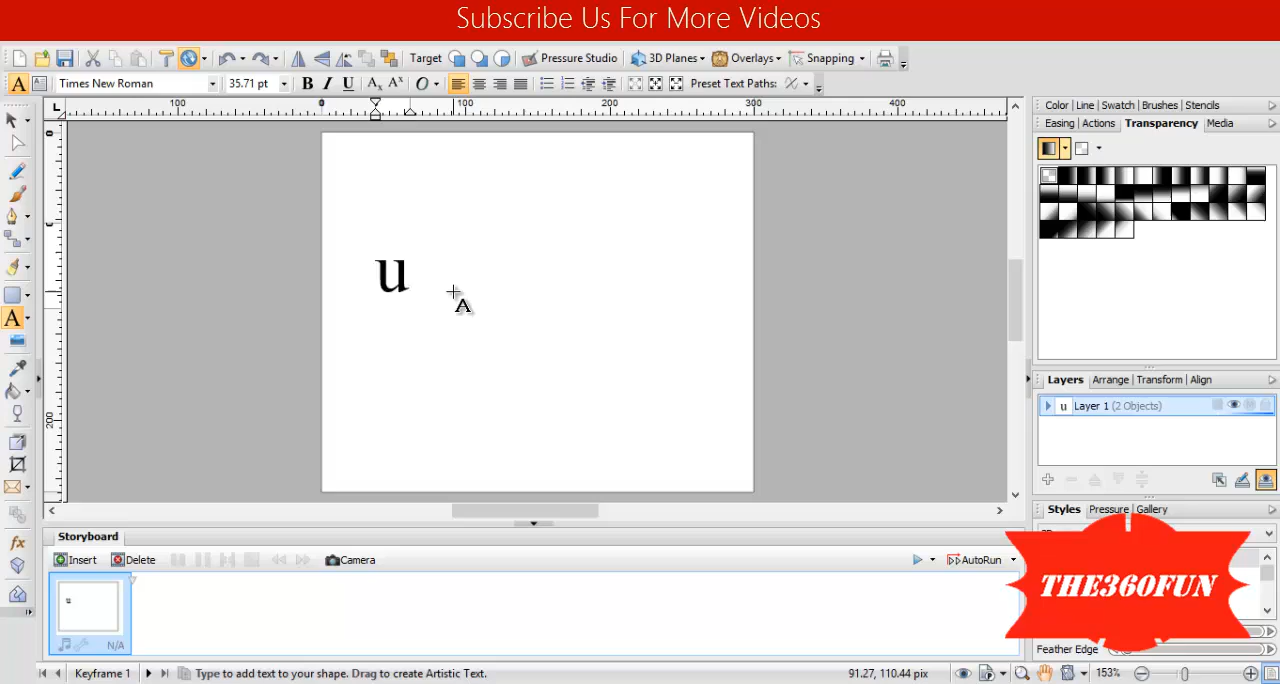 Subscribe Us For More Videos
Target Pressure Studio 3D Planes Overlays Snapping
A Times New Roman 35.71 pt B I U Preset Text Paths:
L 100 0 100 200 300 400
Color Line Swatch Brushes Stencils
Easing Actions Transparency Media
u
A
A
200
Layers Arrange Transform Align
u Layer 1 (2 Objects)
Styles Pressure Gallery
Storyboard
Insert Delete Camera AutoRun
THE360FUN
u
N/A
fx
Feather Edge
Keyframe 1 Type to add text to your shape. Drag to create Artistic Text. 91.27, 110.44 pix 153%